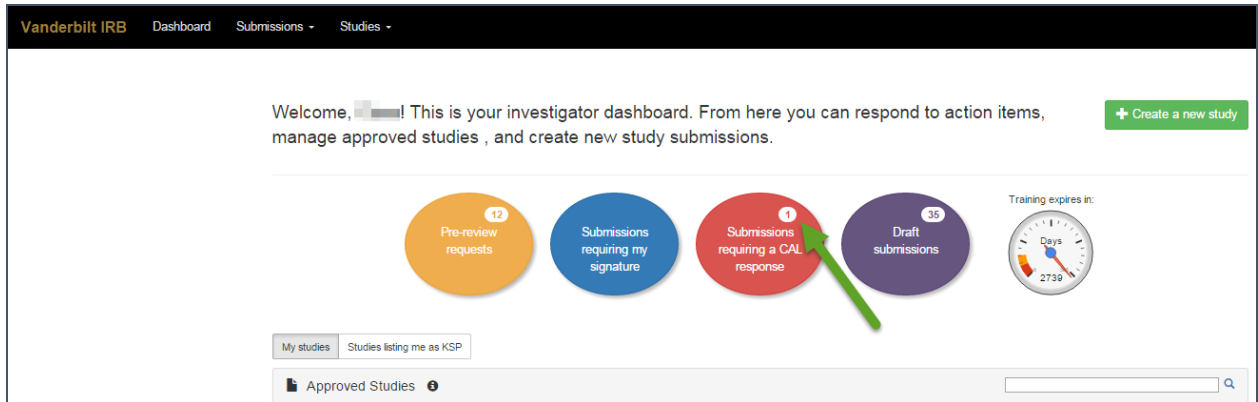 Vanderbilt IRB Dashboard Submissions Studies
Welcome, ! This is your investigator dashboard. From here you can respond to action items,
manage approved studies , and create new study submissions.
Create a new study
12
Pre-review
requests
Submissions
requiring my
signature
1
Submissions
requiring a CAL
response
35
Draft
submissions
Training expires in:
Days
2739
My studies Studies listing me as KSP
Approved Studies